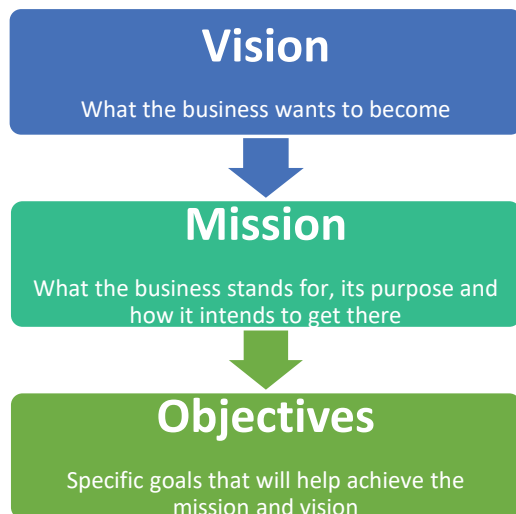 Vision
What the business wants to become
Mission
What the business stands for, its purpose and
how it intends to get there
Objectives
Specific goals that will help achieve the
mission and vision